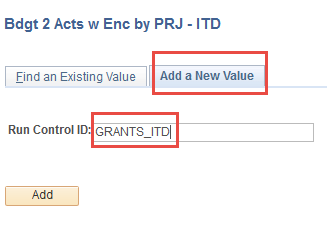 Bdgt 2 Acts w Enc by PRJ - ITD
Find an Existing Value Add a New Value
Run Control ID: GRANTS_ITD
Add